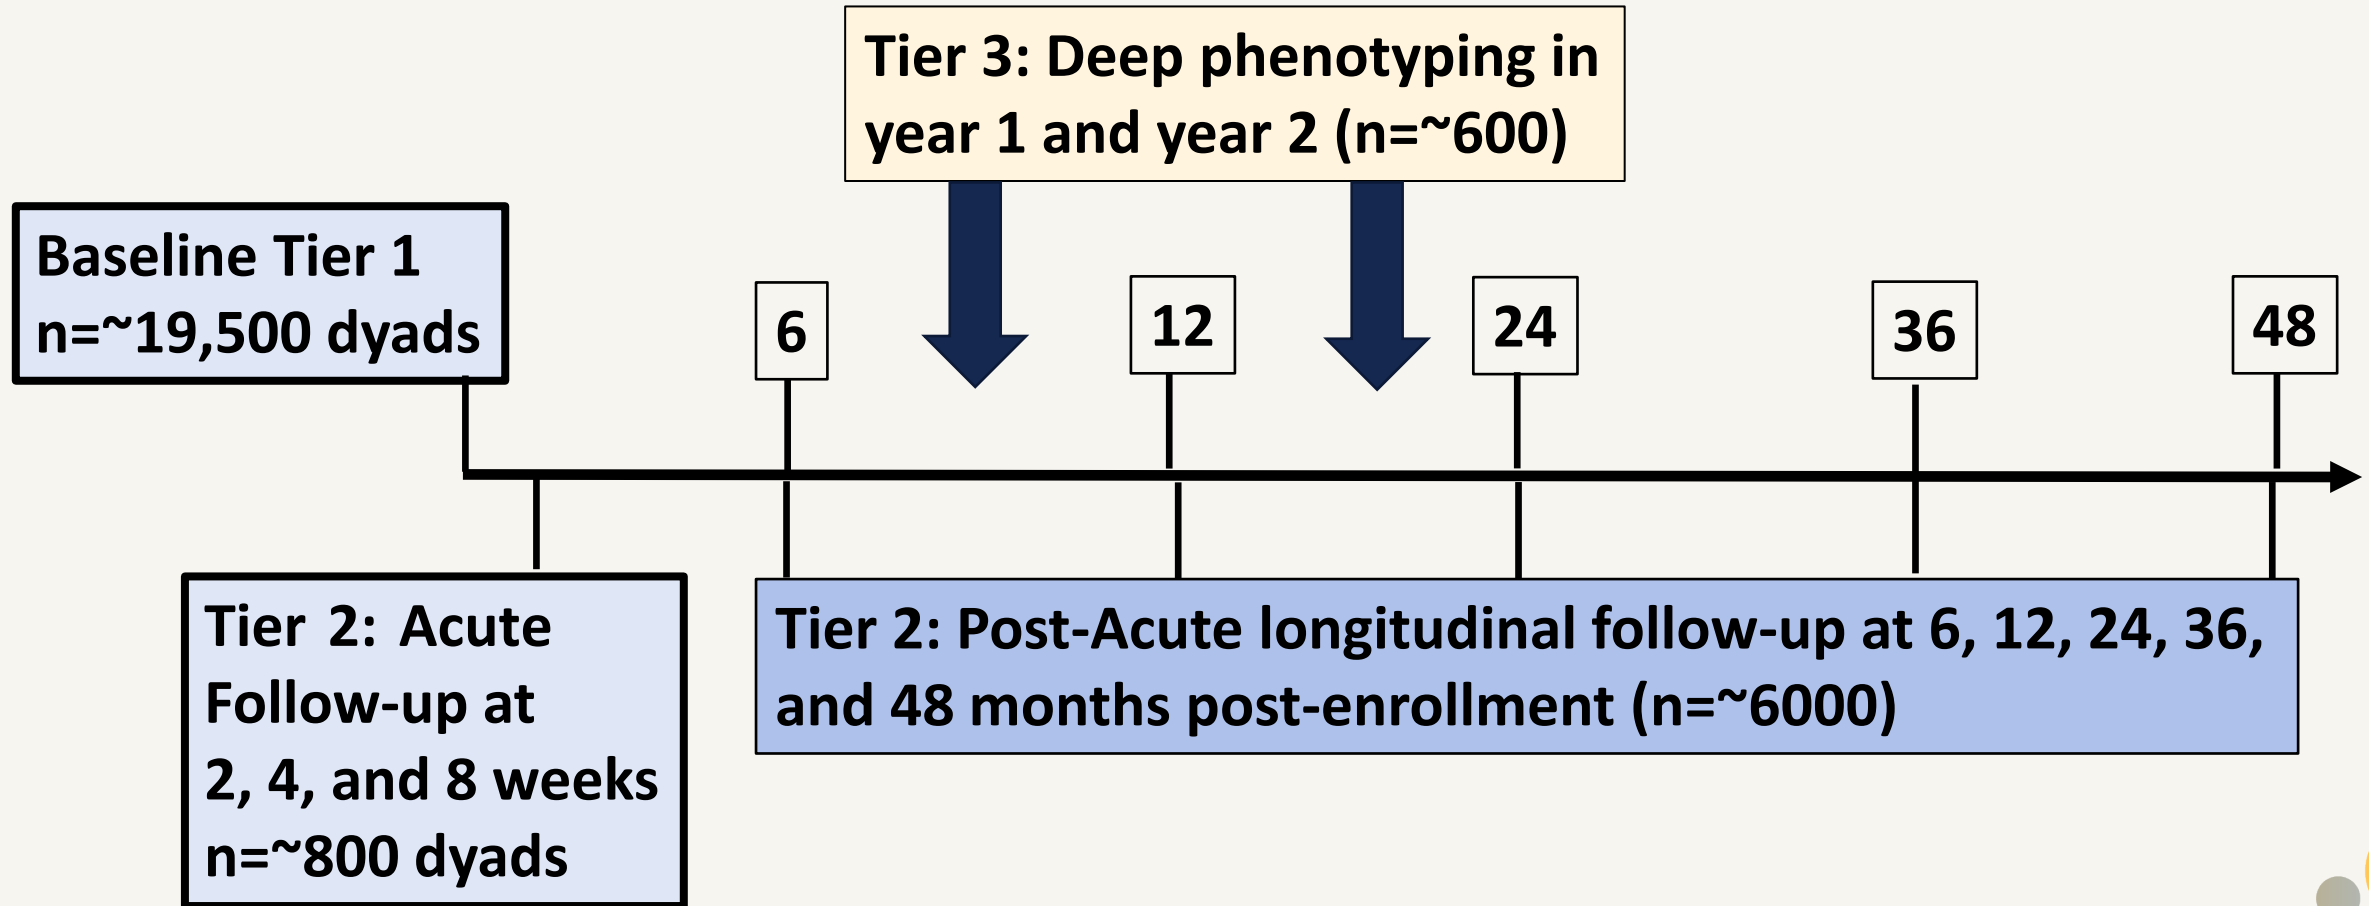 Tier 3: Deep phenotyping in
year 1 and year 2 (n=~600)
Baseline Tier 1
n=~19,500 dyads
6
12
24
36
48
Tier 2: Acute
Follow-up at
2, 4, and 8 weeks
n=~800 dyads
Tier 2: Post-Acute longitudinal follow-up at 6, 12, 24, 36,
and 48 months post-enrollment (n=~6000)